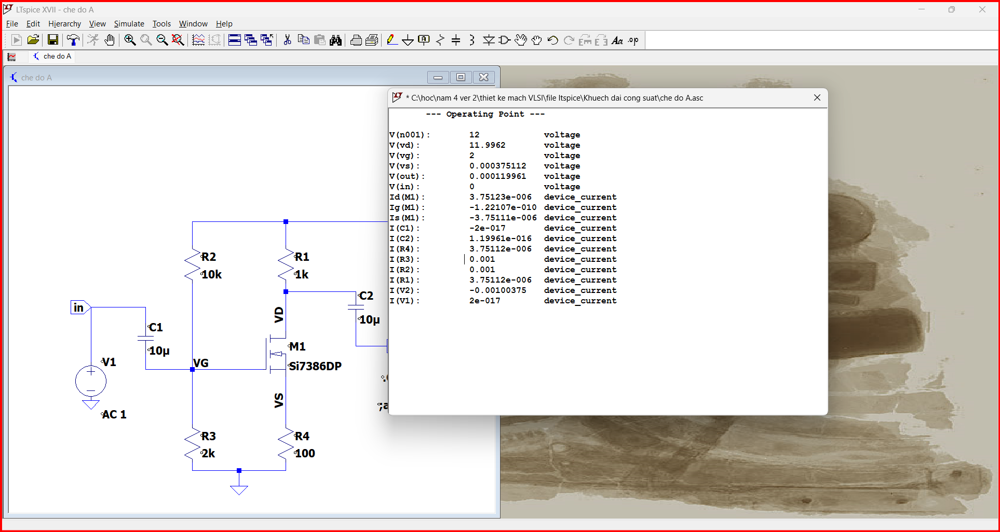 LTspice XVII - che do A
File Edit Hierarchy View Simulate Tools Window Help
che do A
che do A
* C:\hoc\nam 4 ver 2\thiet ke mach VLSI\file ltspice\Khuech dai cong suat\che do A.asc
--- Operating Point ---
V(n001): 12 voltage
V(vd): 11.9962 voltage
V(vg): 2 voltage
V(vs): 0.000375112 voltage
V(out): 0.000119961 voltage
V(in): 0 voltage
Id(M1): 3.75123e-006 device_current
Ig(M1): -1.22107e-010 device_current
Is(M1): -3.75111e-006 device_current
I(C1): -2e-017 device_current
I(C2): 1.19961e-016 device_current
I(R4): 3.75112e-006 device_current
I(R3): 0.001 device_current
I(R2): 0.001 device_current
I(R1): 3.75112e-006 device_current
I(V2): -0.00100375 device_current
I(V1): 2e-017 device_current
R2
10k
R1
1k
C2
10µ
in
C1
10µ
VD
M1
Si7386DP
V1
VG
VS
AC 1
R3
2k
R4
100